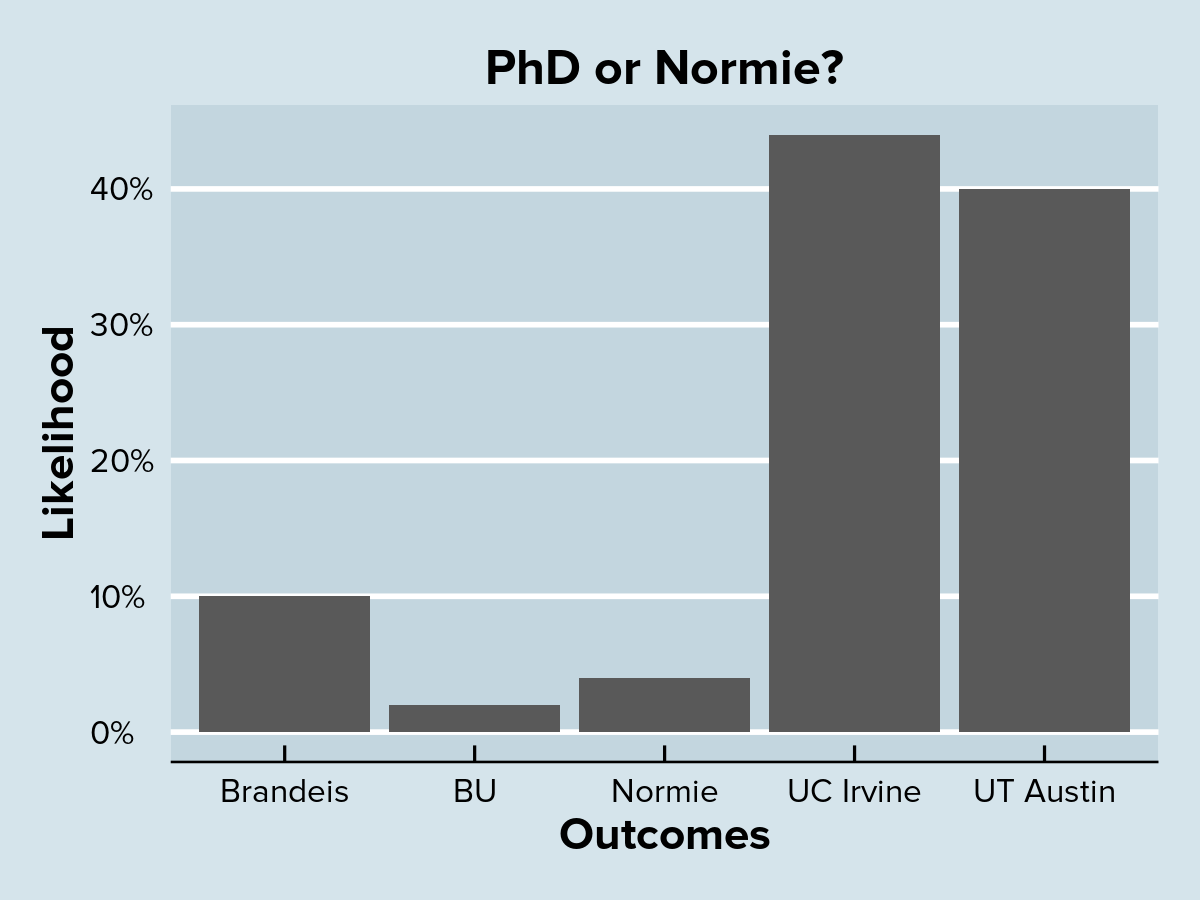 PhD or Normie?
Likelihood
40%
30%
20%
10%
0%
Brandeis BU Normie UC Irvine UT Austin
Outcomes